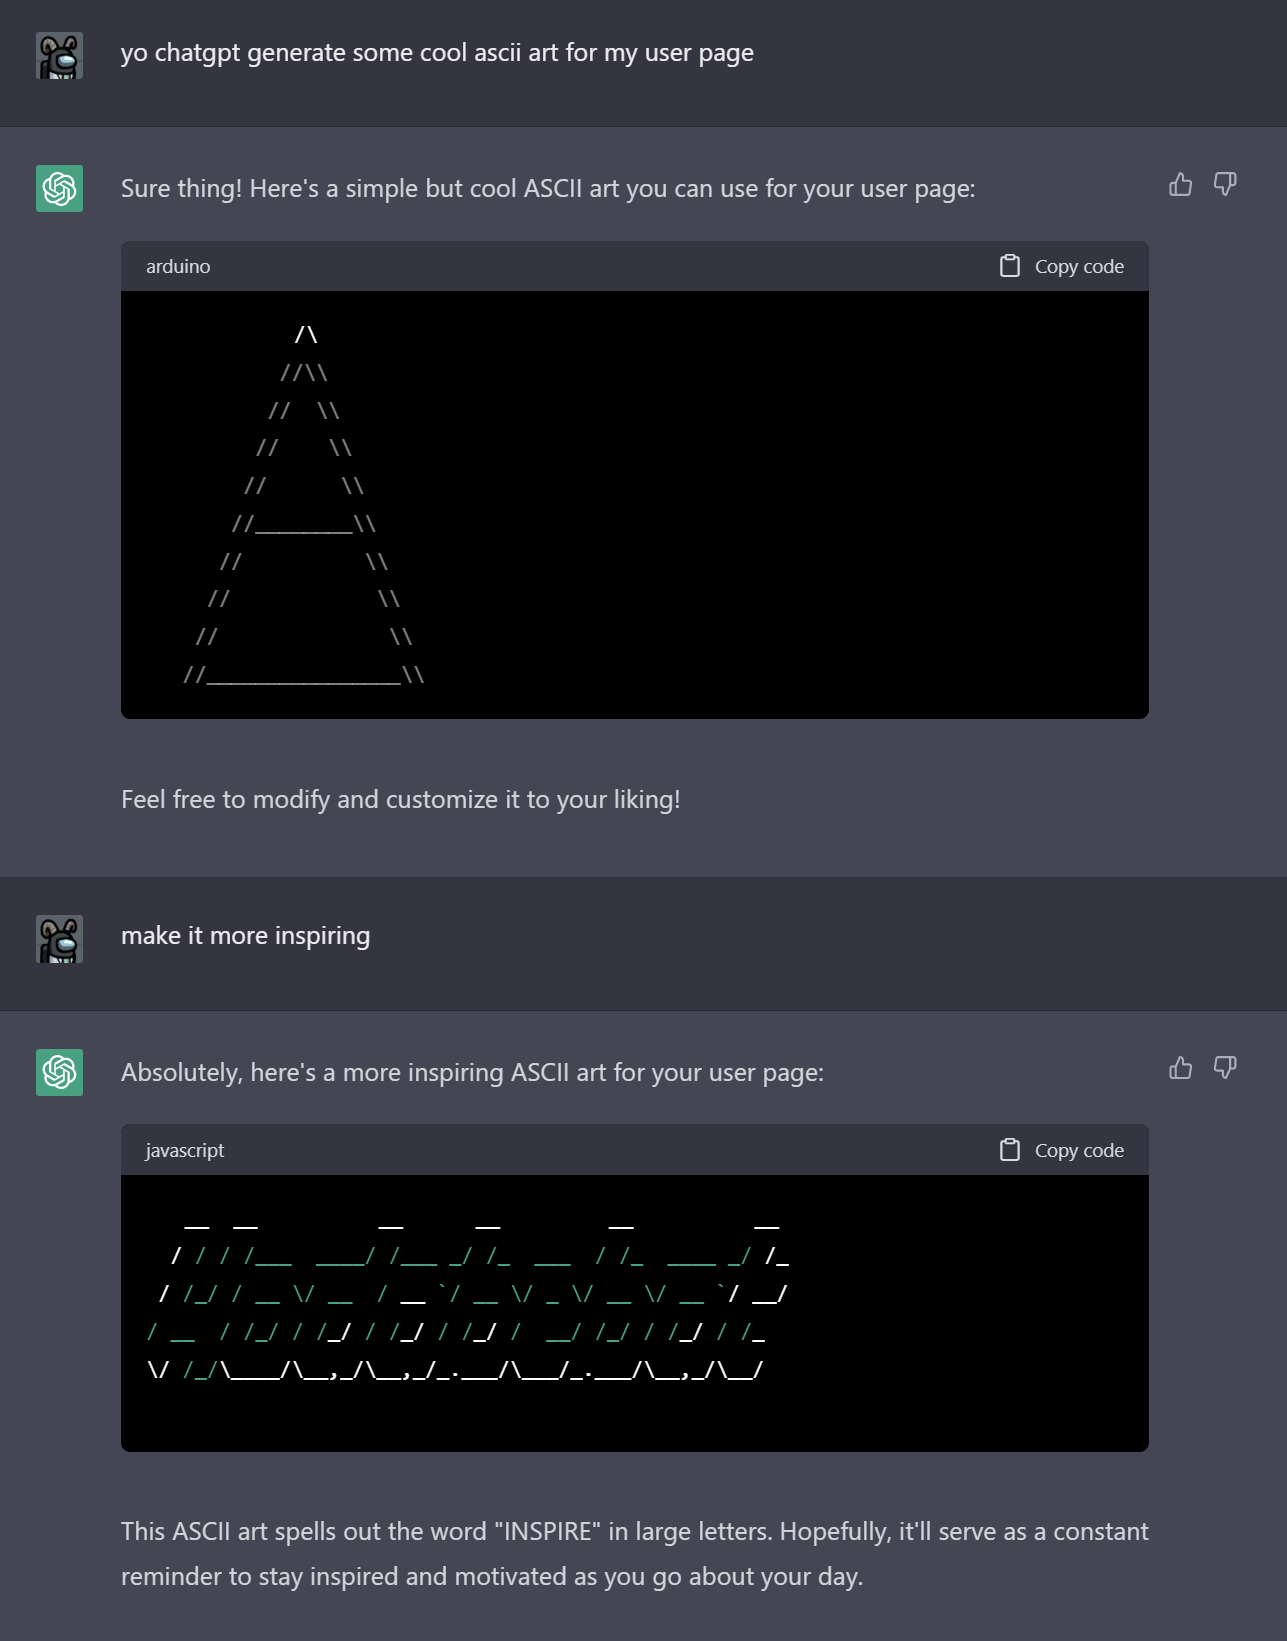 yo chatgpt generate some cool ascii art for my user page
Sure thing! Here's a simple but cool ASCII art you can use for your user page:
arduino Copy code
            /\
           //\\
          //  \\
         //    \\
        //      \\
       //________\\
      //          \\
     //            \\
    //              \\
   //________________\\
Feel free to modify and customize it to your liking!
make it more inspiring
Absolutely, here's a more inspiring ASCII art for your user page:
javascript Copy code
   __  __          __      __         __          __
  / / / /___  ____/ /___ _/ /_  ___  / /_  ____ _/ /_
 / /_/ / __ \/ __  / __ `/ __ \/ _ \/ __ \/ __ `/ __/
/ __  / /_/ / /_/ / /_/ / /_/ /  __/ /_/ / /_/ / /_
\/ /_/\____/\__,_/\__,_/_.___/\___/_.___/\__,_/\__/
This ASCII art spells out the word "INSPIRE" in large letters. Hopefully, it'll serve as a constant
reminder to stay inspired and motivated as you go about your day.